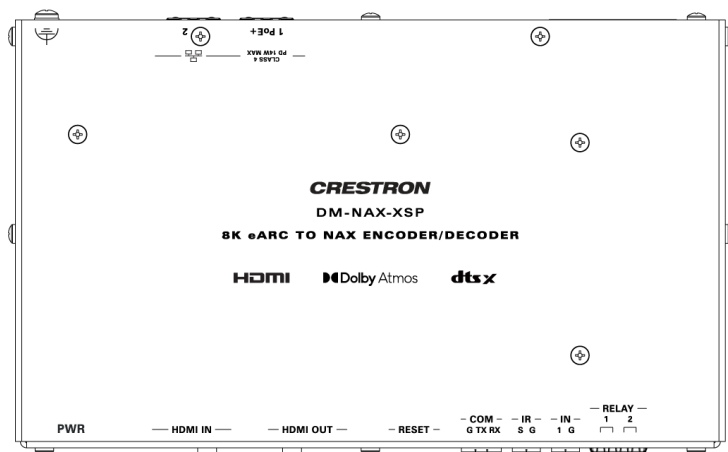 2 1 PoE+
CLASS 4
PD 14W MAX
CRESTRON
DM-NAX-XSP
8K eARC TO NAX ENCODER/DECODER
HDMI Dolby Atmos dts x
PWR HDMI IN HDMI OUT RESET COM IR IN RELAY
G TX RX S G 1 G 1 2